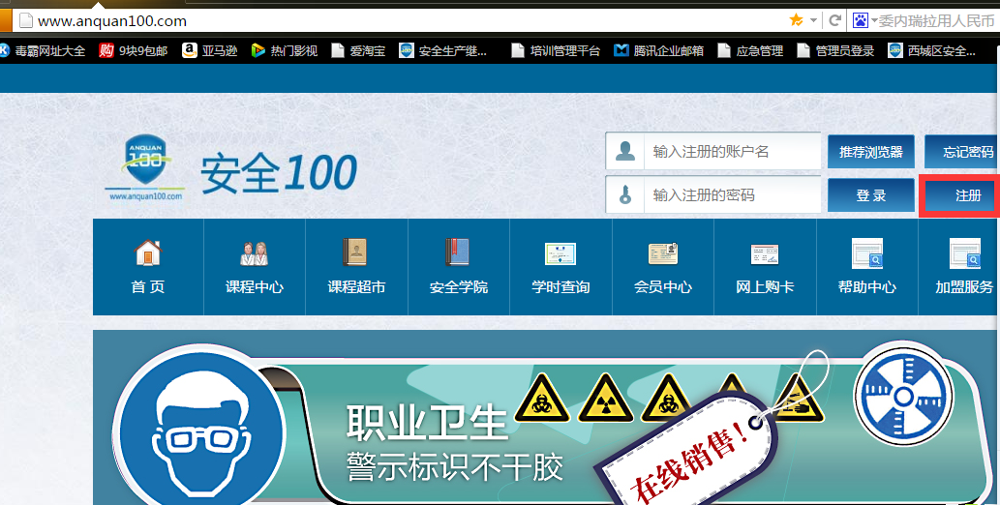 www.anquan100.com
委内瑞拉用人民币
毒霸网址大全 购 9块9包邮 亚马逊 热门影视 爱淘宝 安全生产继... 培训管理平台 腾讯企业邮箱 应急管理 管理员登录 西城区安全...
ANQUAN
100
www.anquan100.com
安全100
输入注册的账户名 推荐浏览器 忘记密码
输入注册的密码 登 录 注册
首 页 课程中心 课程超市 安全学院 学时查询 会员中心 网上购卡 帮助中心 加盟服务
职业卫生
警示标识不干胶
在线销售!